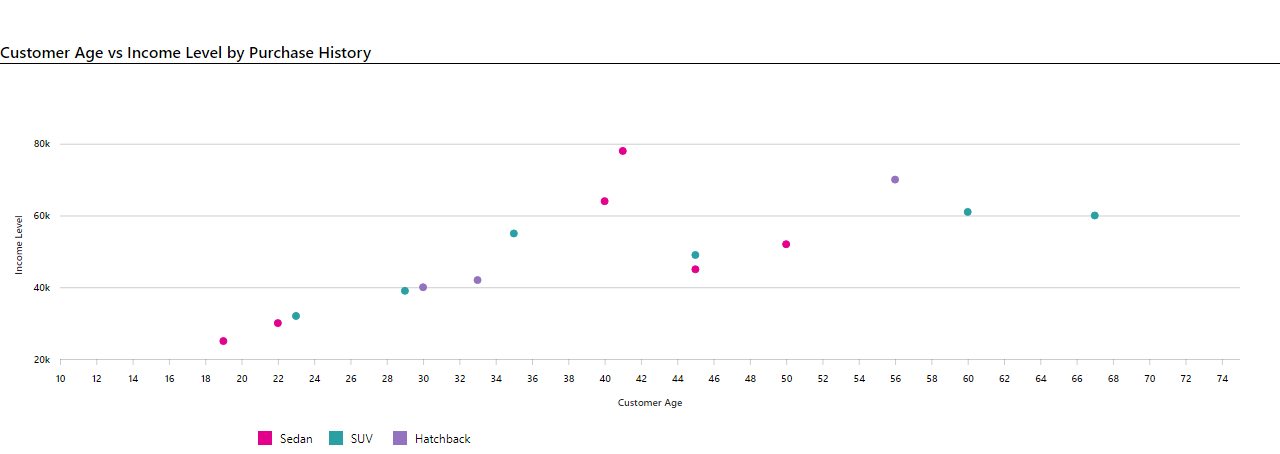 Customer Age vs Income Level by Purchase History
80k
60k
40k
20k
Income Level
10 12 14 16 18 20 22 24 26 28 30 32 34 36 38 40 42 44 46 48 50 52 54 56 58 60 62 64 66 68 70 72 74
Customer Age
Sedan SUV Hatchback